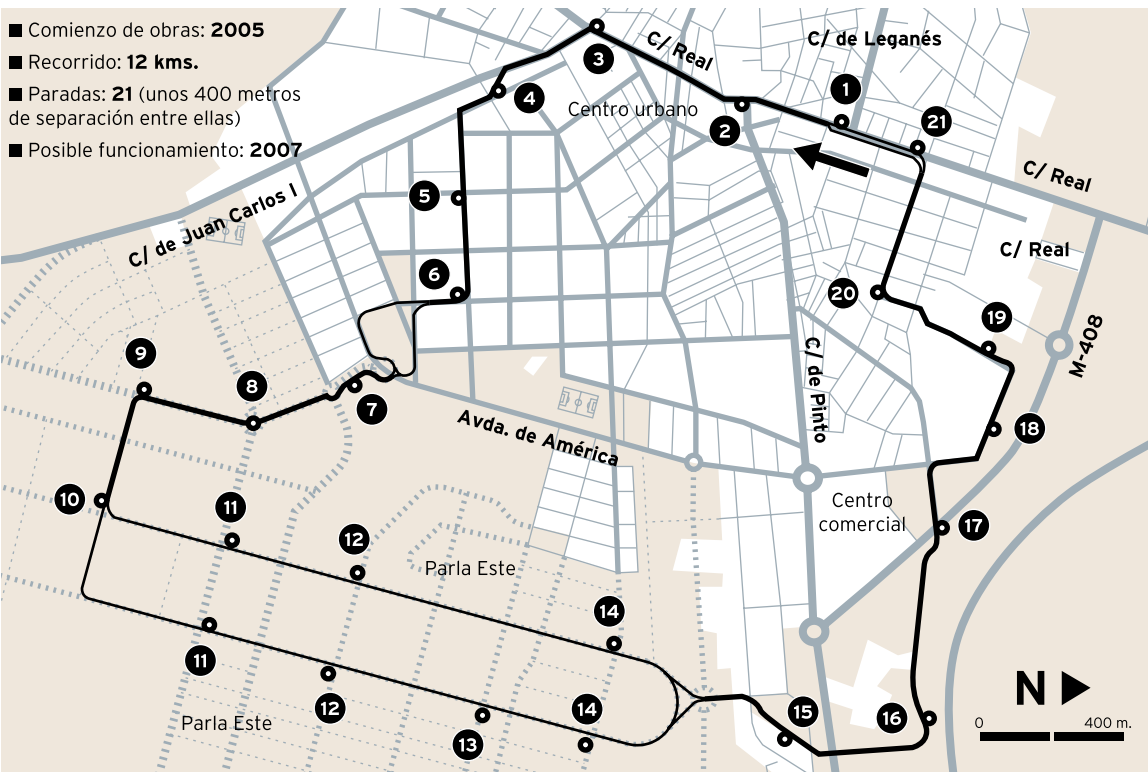 Comienzo de obras: 2005
Recorrido: 12 kms.
Paradas: 21 (unos 400 metros
de separación entre ellas)
Posible funcionamiento: 2007
C/ Real
C/ de Leganés
3
4
Centro urbano
1
2
21
C/ Real
C/ Real
C/ de Juan Carlos I
5
6
20
19
M-408
9
8
7
C/ de Pinto
Avda. de América
18
10
11
12
Centro
comercial
17
Parla Este
14
11
12
13
14
Parla Este
15
16
N
0
400 m.